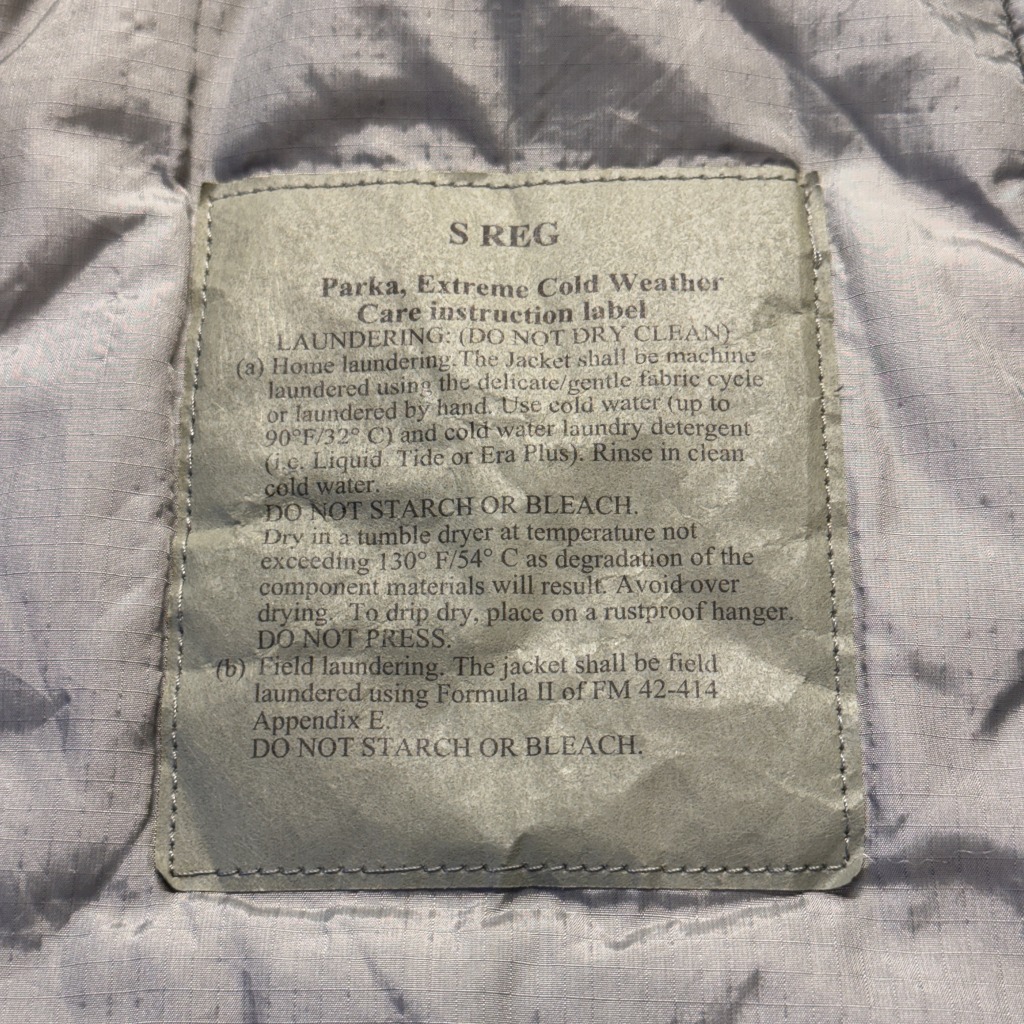 S REG
Parka, Extreme Cold Weather
Care instruction label
LAUNDERING: (DO NOT DRY CLEAN)
(a) Home laundering. The Jacket shall be machine
laundered using the delicate/gentle fabric cycle
or laundered by hand. Use cold water (up to
90°F/32° C) and cold water laundry detergent
(i.e. Liquid Tide or Era Plus). Rinse in clean
cold water.
DO NOT STARCH OR BLEACH.
Dry in a tumble dryer at temperature not
exceeding 130° F/54° C as degradation of the
component materials will result. Avoid over
drying. To drip dry, place on a rustproof hanger.
DO NOT PRESS.
(b) Field laundering. The jacket shall be field
laundered using Formula II of FM 42-414
Appendix E.
DO NOT STARCH OR BLEACH.